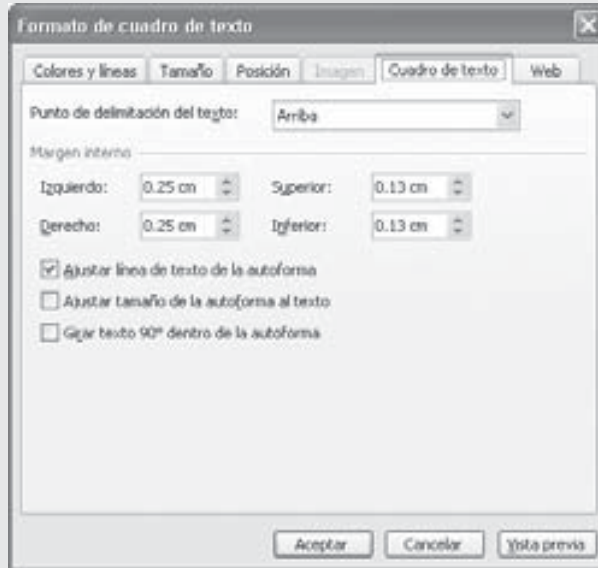 Formato de cuadro de texto
Colores y líneas Tamaño Posición Imagen Cuadro de texto Web
Punto de delimitación del texto: Arriba
Margen interno
Izquierdo: 0.25 cm Superior: 0.13 cm
Derecho: 0.25 cm Inferior: 0.13 cm
Ajustar línea de texto de la autoforma
Ajustar tamaño de la autoforma al texto
Girar texto 90° dentro de la autoforma
Aceptar Cancelar Vista previa